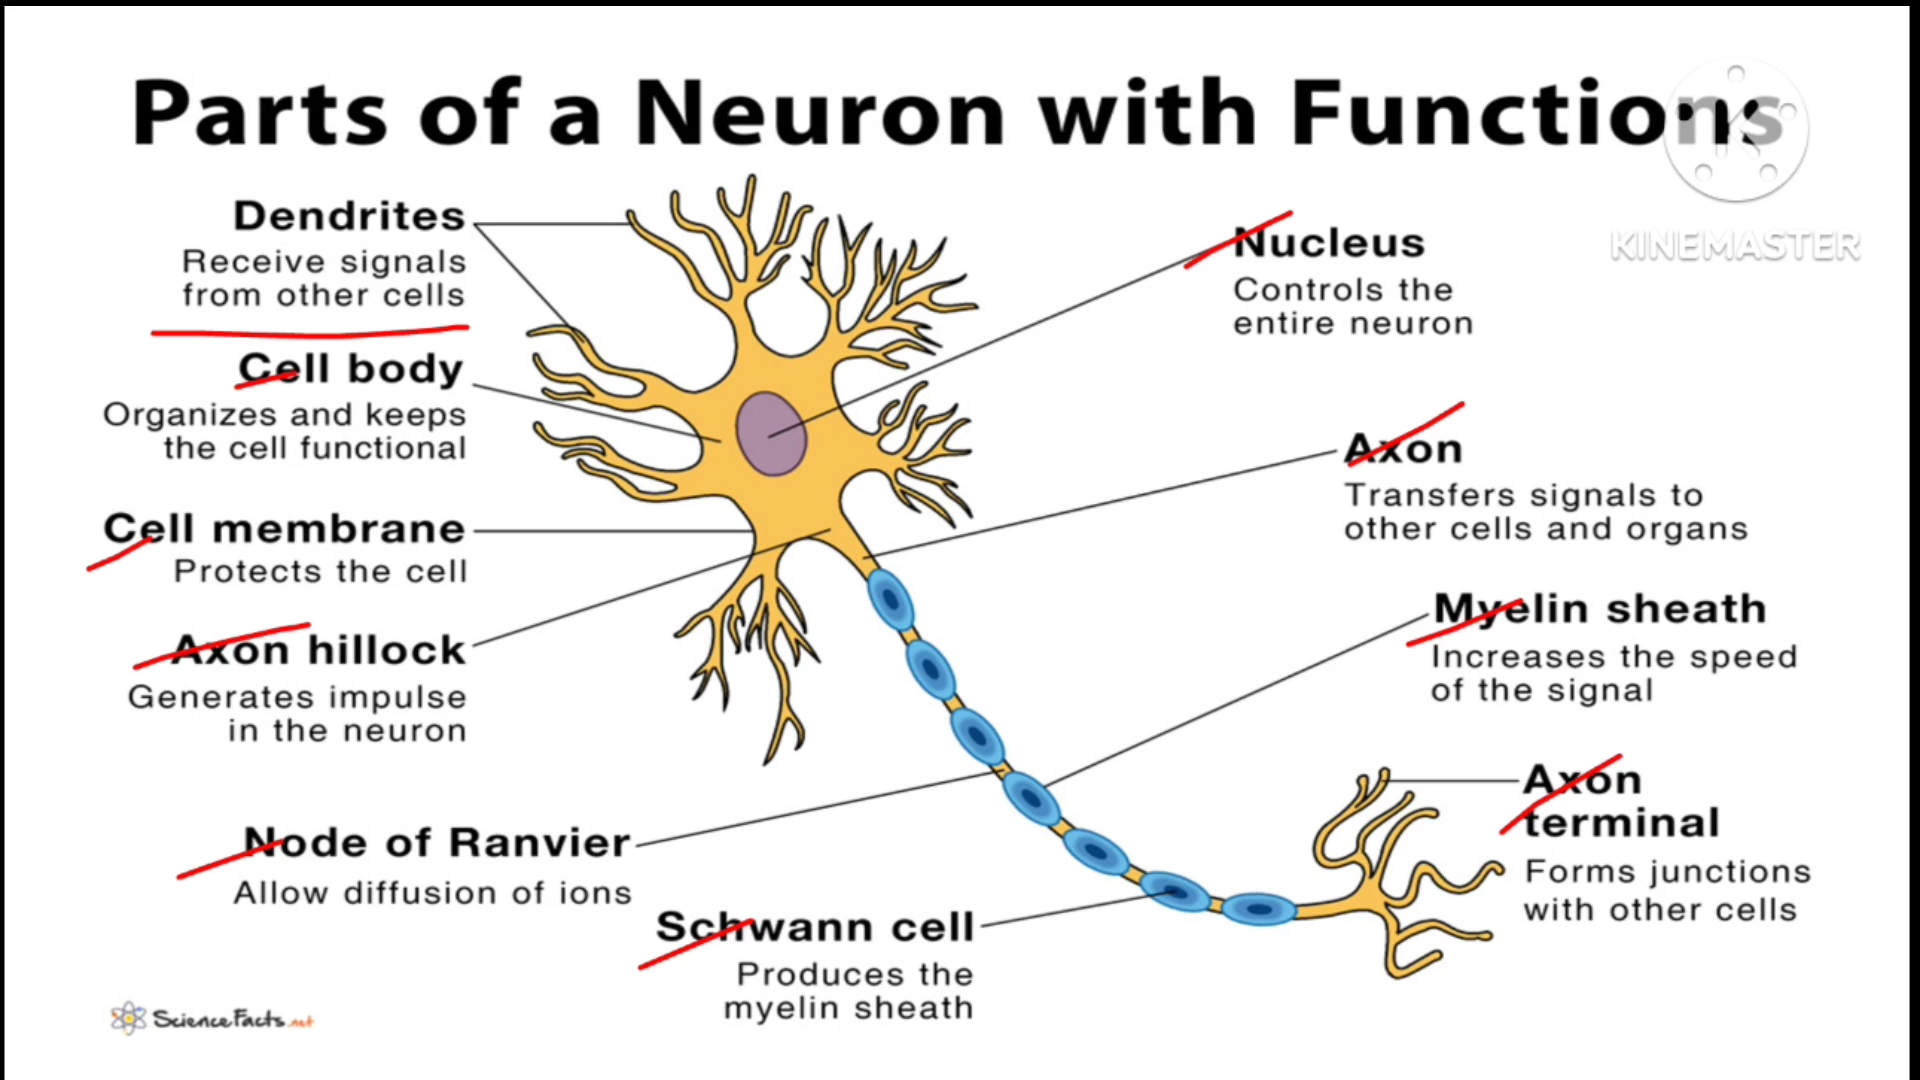 Parts of a Neuron with Functions
KINEMASTER
Dendrites
Receive signals
from other cells
Cell body
Organizes and keeps
the cell functional
Cell membrane
Protects the cell
Axon hillock
Generates impulse
in the neuron
Node of Ranvier
Allow diffusion of ions
Schwann cell
Produces the
myelin sheath
Nucleus
Controls the
entire neuron
Axon
Transfers signals to
other cells and organs
Myelin sheath
Increases the speed
of the signal
Axon
terminal
Forms junctions
with other cells
ScienceFacts.net